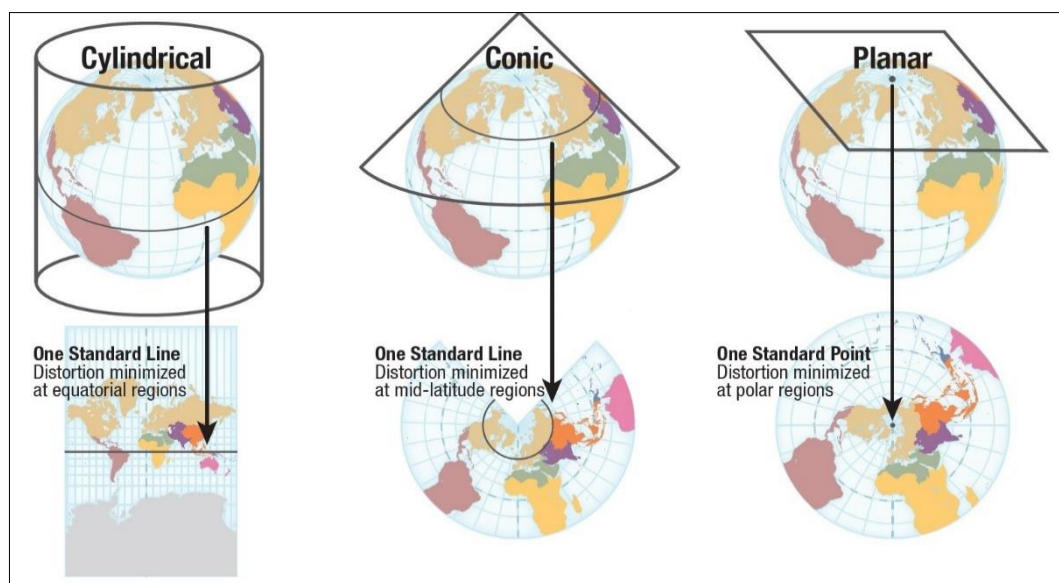 Cylindrical
One Standard Line
Distortion minimized
at equatorial regions
Conic
One Standard Line
Distortion minimized
at mid-latitude regions
Planar
One Standard Point
Distortion minimized
at polar regions